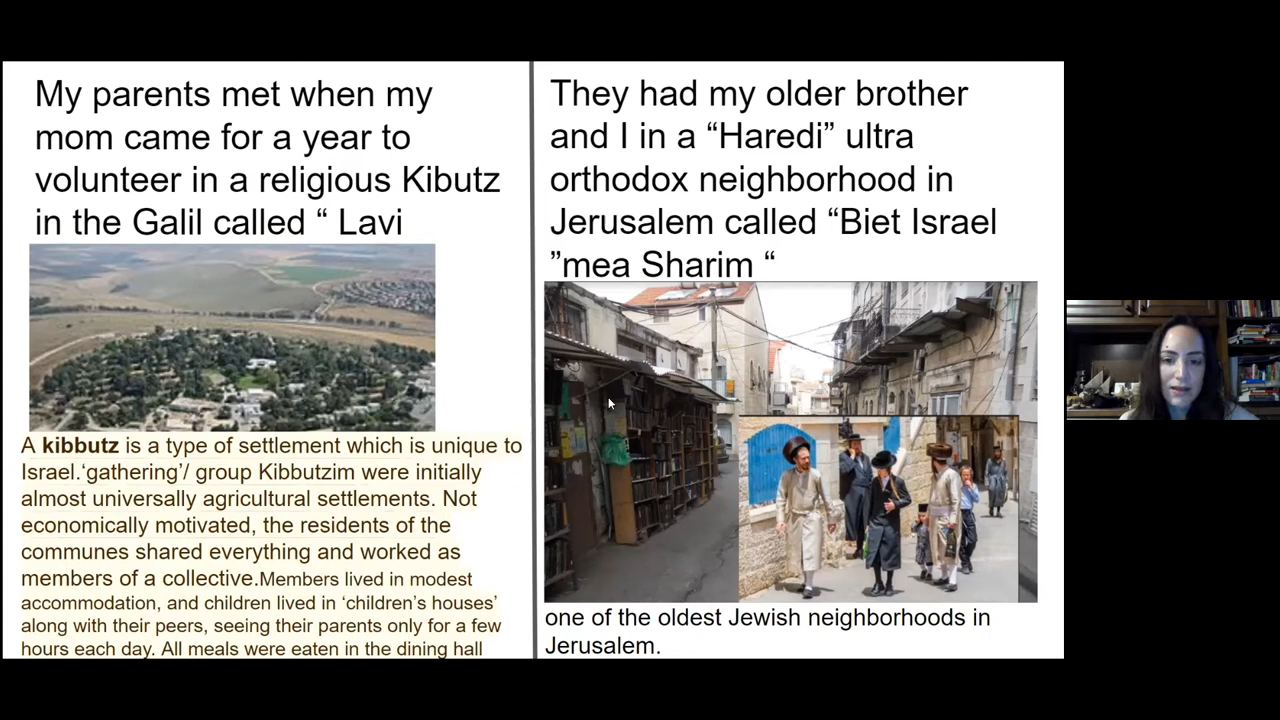 My parents met when my
mom came for a year to
volunteer in a religious Kibutz
in the Galil called “ Lavi
A kibbutz is a type of settlement which is unique to
Israel.‘gathering’/ group Kibbutzim were initially
almost universally agricultural settlements. Not
economically motivated, the residents of the
communes shared everything and worked as
members of a collective.Members lived in modest
accommodation, and children lived in ‘children’s houses’
along with their peers, seeing their parents only for a few
hours each day. All meals were eaten in the dining hall
They had my older brother
and I in a “Haredi” ultra
orthodox neighborhood in
Jerusalem called “Biet Israel
”mea Sharim “
one of the oldest Jewish neighborhoods in
Jerusalem.